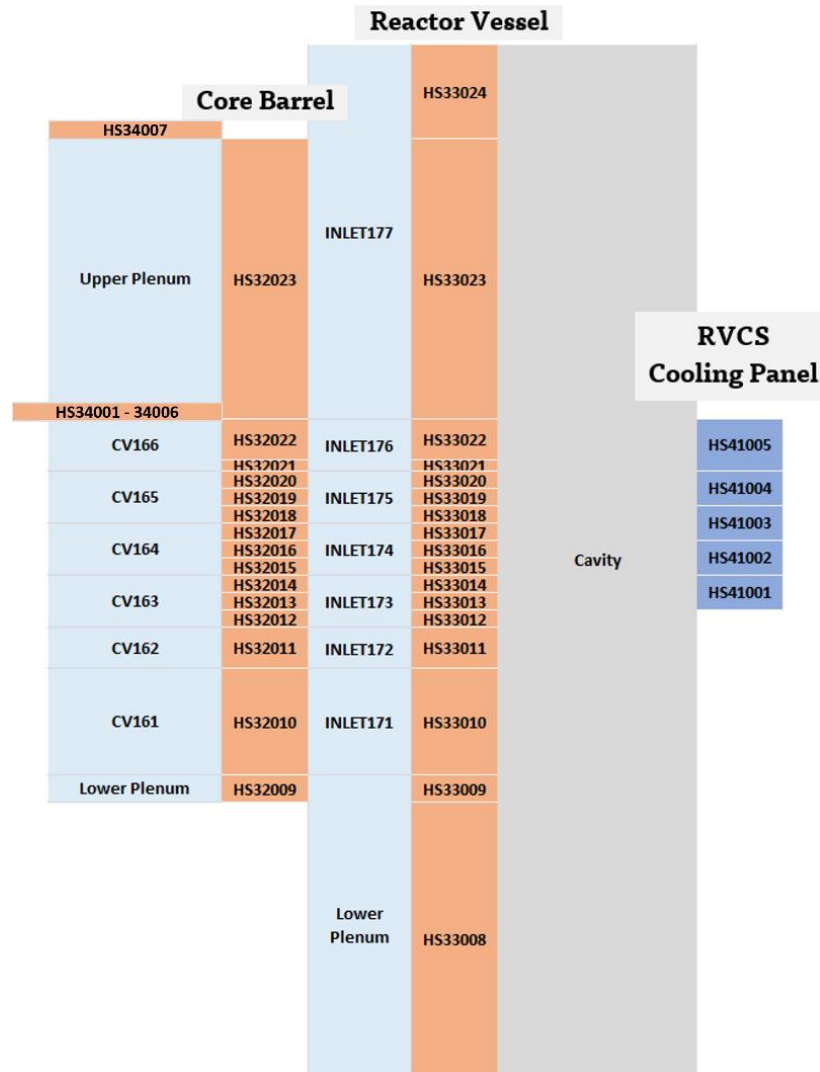 Reactor Vessel
Core Barrel
HS33024
HS34007
INLET177
Upper Plenum
HS32023
HS33023
RVCS
Cooling Panel
HS34001 - 34006
CV166
HS32022
INLET176
HS33022
HS41005
HS32021
HS33021
CV165
HS32020
HS32019
HS32018
INLET175
HS33020
HS33019
HS33018
HS41004
HS41003
CV164
HS32017
HS32016
HS32015
INLET174
HS33017
HS33016
HS33015
Cavity
HS41002
CV163
HS32014
HS32013
HS32012
INLET173
HS33014
HS33013
HS33012
HS41001
CV162
HS32011
INLET172
HS33011
CV161
HS32010
INLET171
HS33010
Lower Plenum
HS32009
HS33009
Lower
Plenum
HS33008